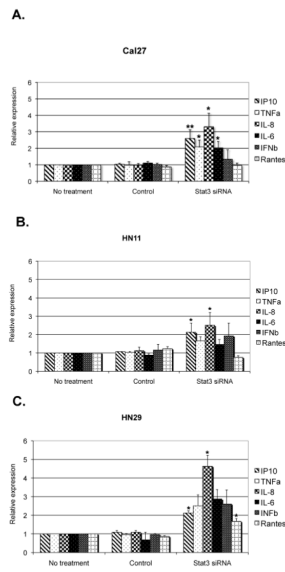 A.
Cal27
Relative expression
6
5
4
3
2
1
0
** * * *
No treatment Control Stat3 siRNA
IP10
TNFa
IL-8
IL-6
IFNb
Rantes
B.
HN11
Relative expression
6
5
4
3
2
1
0
* *
No treatment Control Stat3 siRNA
IP10
TNFa
IL-8
IL-6
IFNb
Rantes
C.
HN29
Relative expression
6
5
4
3
2
1
0
* * *
No treatment Control Stat3 siRNA
IP10
TNFa
IL-8
IL-6
INFb
Rantes